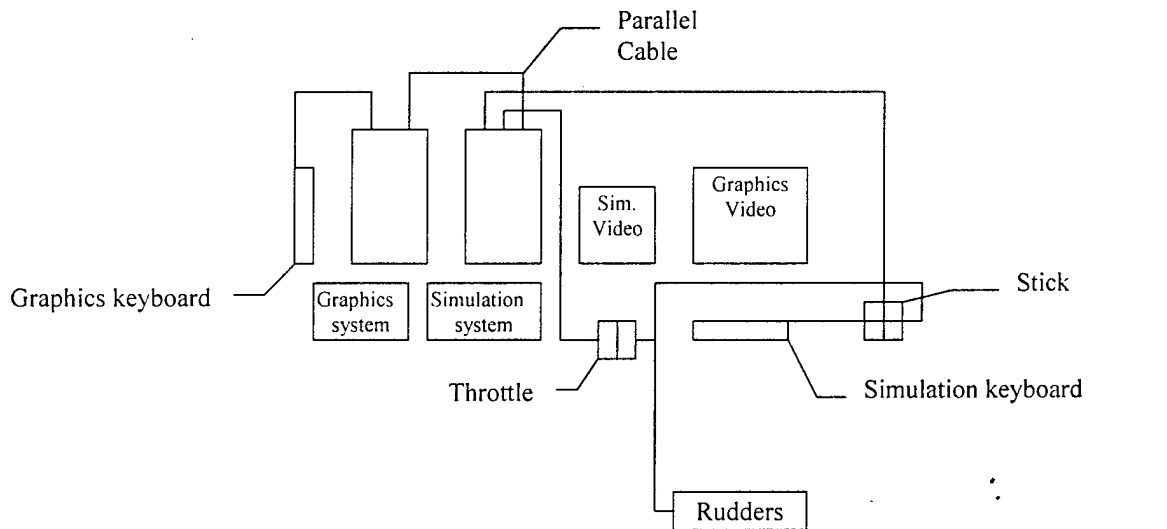 Parallel
Cable
Graphics
Video
Sim.
Video
Graphics keyboard
Graphics
system
Simulation
system
Stick
Throttle
Simulation keyboard
Rudders